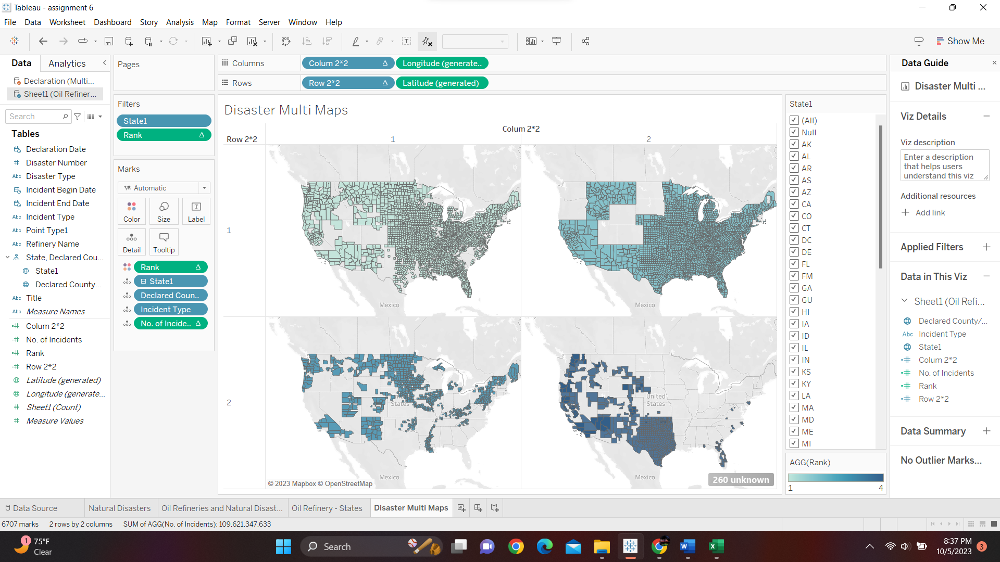 Tableau - assignment 6
File Data Worksheet Dashboard Story Analysis Map Format Server Window Help
Show Me
Data Analytics
Declaration (Multi...
Sheet1 (Oil Refiner...
Search
Tables
Declaration Date
Disaster Number
Abc Disaster Type
Incident Begin Date
Incident End Date
Abc Incident Type
Abc Point Type1
Abc Refinery Name
State, Declared Cou...
State1
Declared County...
Abc Title
Abc Measure Names
Colum 2*2
No. of Incidents
Rank
Row 2*2
Latitude (generated)
Longitude (generate...
Sheet1 (Count)
Measure Values
Pages
Filters
State1
Rank
Marks
Automatic
Color Size Label
Detail Tooltip
Rank
State1
Declared Coun..
Incident Type
No. of Incide..
Columns Colum 2*2 Longitude (generate..
Rows Row 2*2 Latitude (generated)
Disaster Multi Maps
Colum 2*2
Row 2*2 1 2
1
Mexico Mexico
2
United
States
United
States
Mexico Mexico
© 2023 Mapbox © OpenStreetMap
260 unknown
State1
(All)
Null
AK
AL
AR
AS
AZ
CA
CO
CT
DC
DE
FL
FM
GA
GU
HI
IA
ID
IL
IN
KS
KY
LA
MA
MD
ME
MI
AGG(Rank)
1 4
Data Guide
Disaster Multi ...
Viz Details
Viz description
Enter a description
that helps users
understand this viz
Additional resources
Add link
Applied Filters
Data in This Viz
Sheet1 (Oil Refi...
Declared County/...
Abc Incident Type
State1
Colum 2*2
No. of Incidents
Rank
Row 2*2
Data Summary
No Outlier Marks...
Data Source Natural Disasters Oil Refineries and Natural Disast... Oil Refinery - States Disaster Multi Maps
6707 marks 2 rows by 2 columns SUM of AGG(No. of Incidents): 109,621,347,633
1
75°F
Clear
Search
8:37 PM
10/5/2023
3